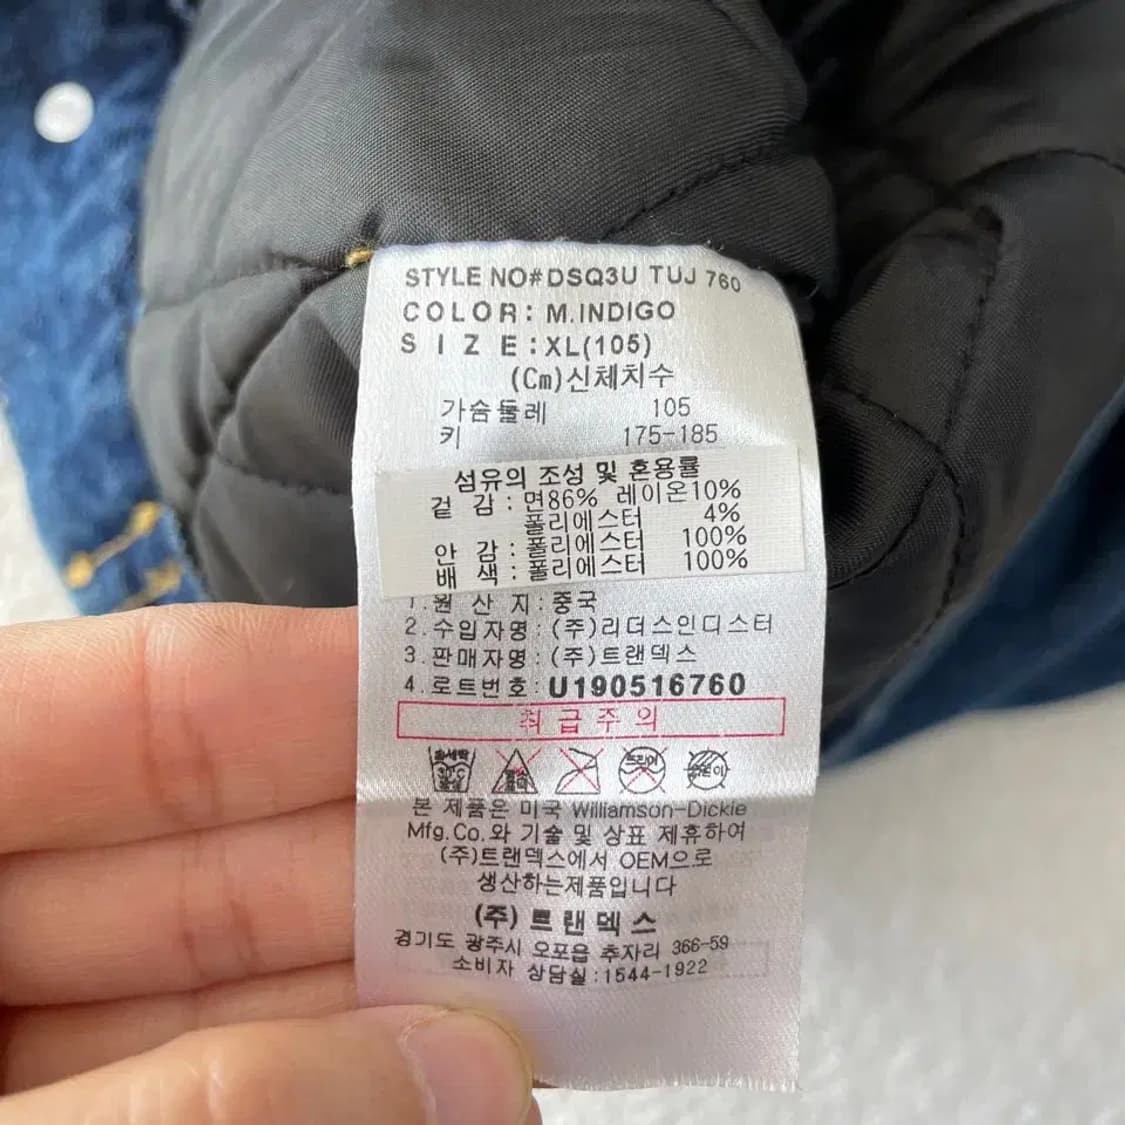 STYLE NO#DSQ3U TUJ 760
COLOR: M.INDIGO
SIZE:XL(105)
(Cm)신체치수
가슴둘레 105
키 175-185
섬유의 조성 및 혼용률
겉 감 : 면86% 레이온10%
폴리에스터 4%
안 감 : 폴리에스터 100%
배 색 : 폴리에스터 100%
1.원 산 지:중국
2.수입자명:(주)리더스인디스터
3.판매자명:(주)트랜덱스
4.로트번호:U190516760
취급주의
30℃
드라이
본 제품은 미국 Williamson-Dickie
Mfg.Co.와 기술 및 상표 제휴하여
(주)트랜덱스에서 OEM으로
생산하는제품입니다
(주) 트랜덱스
경기도 광주시 오포읍 추자리 366-59
소비자 상담실:1544-1922